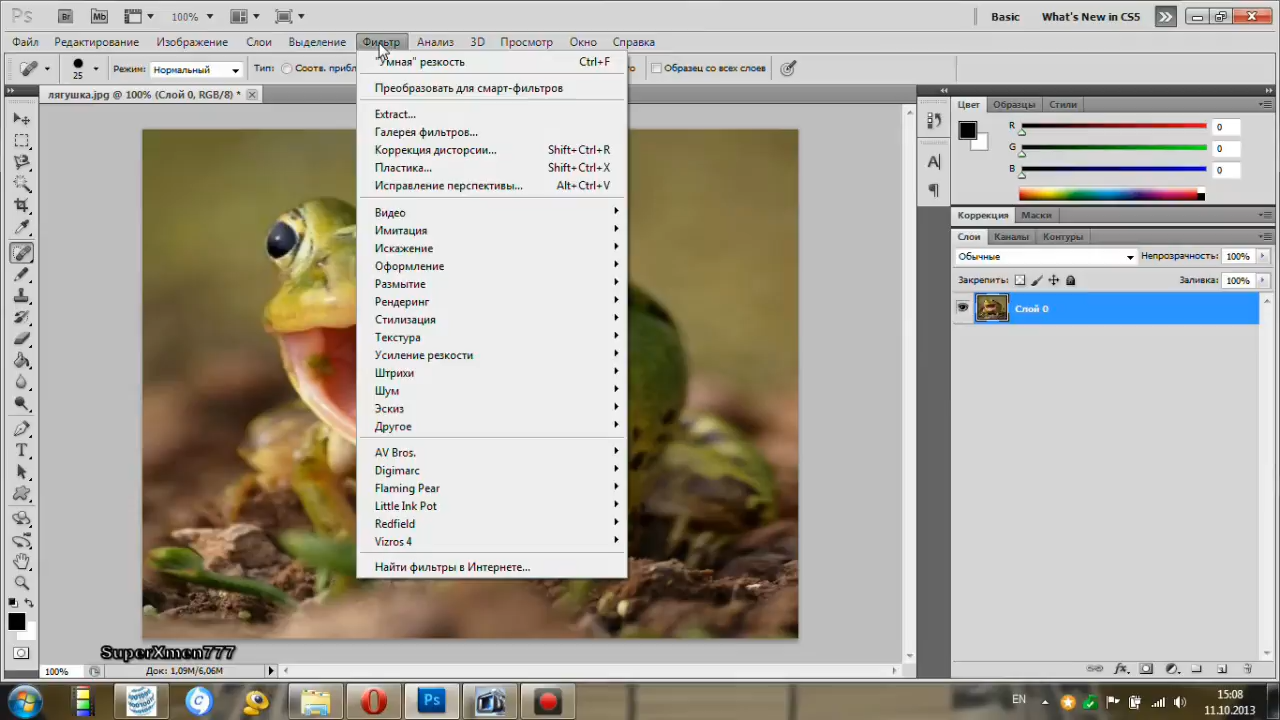 Ps Br Mb 100% Basic What's New in CS5
Файл Редактирование Изображение Слои Выделение Фильтр Анализ 3D Просмотр Окно Справка
25 Режим: Нормальный Тип: Соотв. Образец со всех слоев
лягушка.jpg @ 100% (Слой 0, RGB/8) *
"Умная" резкость Ctrl+F
Преобразовать для смарт-фильтров
Extract...
Галерея фильтров...
Коррекция дисторсии... Shift+Ctrl+R
Пластика... Shift+Ctrl+X
Исправление перспективы... Alt+Ctrl+V
Видео
Имитация
Искажение
Оформление
Размытие
Рендеринг
Стилизация
Текстура
Усиление резкости
Штрихи
Шум
Эскиз
Другое
AV Bros.
Digimarc
Flaming Pear
Little Ink Pot
Redfield
Vizros 4
Найти фильтры в Интернете...
Цвет Образцы Стили
R 0
G 0
B 0
Коррекция Маски
Слои Каналы Контуры
Обычные Непрозрачность: 100%
Закрепить: Заливка: 100%
Слой 0
SuperXmen777
100% Док: 1,09M/6,06M
Ps EN 15:08
11.10.2013